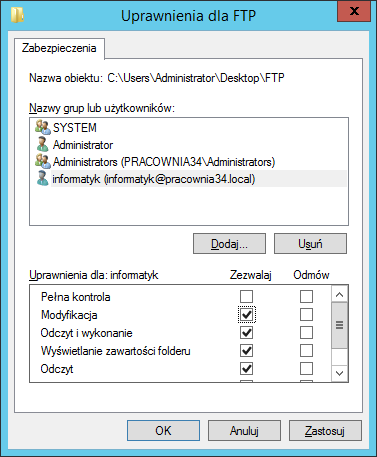 Uprawnienia dla FTP
x
Zabezpieczenia
Nazwa obiektu: C:\Users\Administrator\Desktop\FTP
Nazwy grup lub użytkowników:
SYSTEM
Administrator
Administrators (PRACOWNIA34\Administrators)
informatyk (informatyk@pracownia34.local)
Dodaj... Usuń
Uprawnienia dla: informatyk Zezwalaj Odmów
Pełna kontrola
Modyfikacja
Odczyt i wykonanie
Wyświetlanie zawartości folderu
Odczyt
OK Anuluj Zastosuj